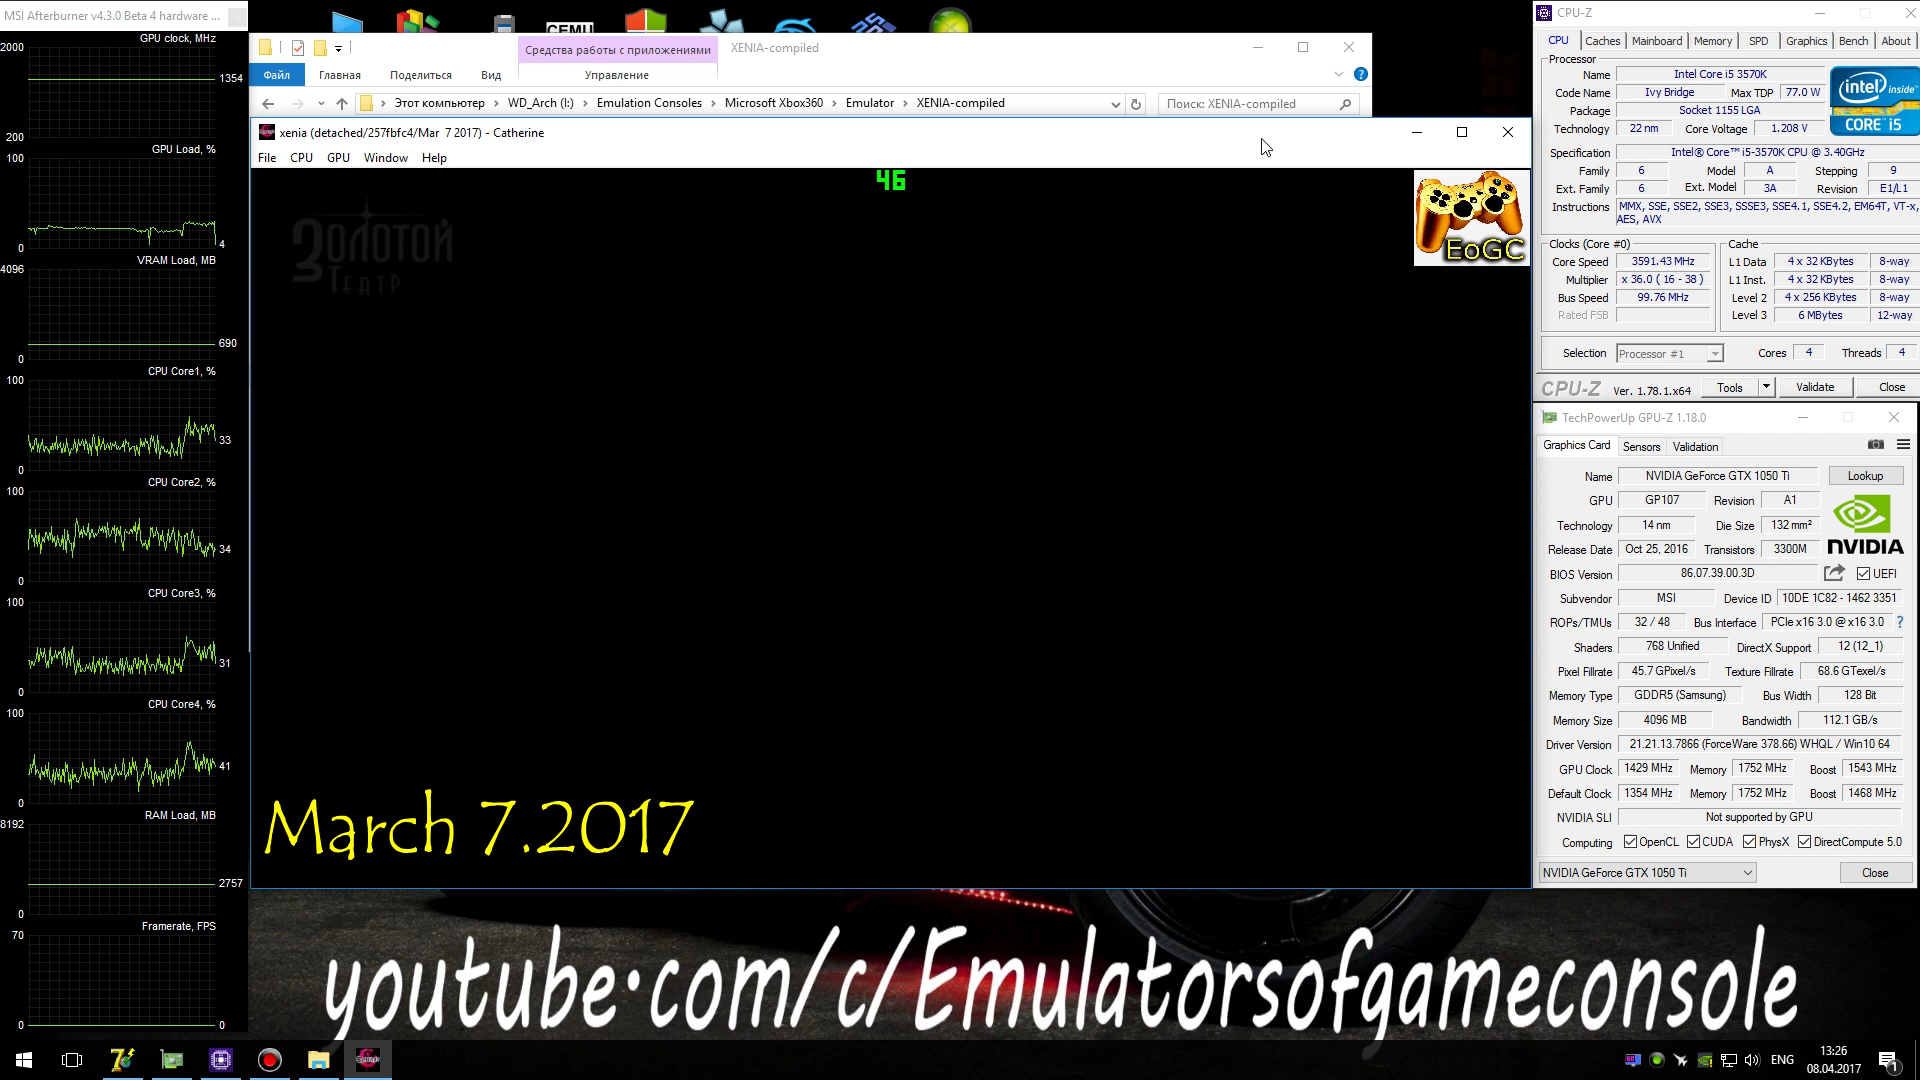 MSI Afterburner v4.3.0 Beta 4 hardware ...
GPU clock, MHz
2000
1354
200
GPU Load, %
100
4
0
VRAM Load, MB
4096
690
0
CPU Core1, %
100
33
0
CPU Core2, %
100
34
0
CPU Core3, %
100
31
0
CPU Core4, %
100
41
0
RAM Load, MB
8192
2757
0
Framerate, FPS
70
0
0
CEMU
Средства работы с приложениями
XENIA-compiled
Файл
Главная
Поделиться
Вид
Управление
Этот компьютер > WD_Arch (I:) > Emulation Consoles > Microsoft Xbox360 > Emulator > XENIA-compiled
Поиск: XENIA-compiled
xenia (detached/257fbfc4/Mar 7 2017) - Catherine
File CPU GPU Window Help
46
Золотой
Театр
EoGC
March 7.2017
youtube.com/c/Emulatorsofgameconsole
CPU-Z
CPU Caches Mainboard Memory SPD Graphics Bench About
Processor
Name Intel Core i5 3570K
Code Name Ivy Bridge Max TDP 77.0 W
Package Socket 1155 LGA
Technology 22 nm Core Voltage 1.208 V
intel inside
CORE i5
Specification Intel® Core™ i5-3570K CPU @ 3.40GHz
Family 6 Model A Stepping 9
Ext. Family 6 Ext. Model 3A Revision E1/L1
Instructions MMX, SSE, SSE2, SSE3, SSSE3, SSE4.1, SSE4.2, EM64T, VT-x,
AES, AVX
Clocks (Core #0)
Core Speed 3591.43 MHz
Multiplier x 36.0 ( 16 - 38 )
Bus Speed 99.76 MHz
Rated FSB
Cache
L1 Data 4 x 32 KBytes 8-way
L1 Inst. 4 x 32 KBytes 8-way
Level 2 4 x 256 KBytes 8-way
Level 3 6 MBytes 12-way
Selection Processor #1 Cores 4 Threads 4
CPU-Z Ver. 1.78.1.x64 Tools Validate Close
TechPowerUp GPU-Z 1.18.0
Graphics Card Sensors Validation
Name NVIDIA GeForce GTX 1050 Ti Lookup
GPU GP107 Revision A1
Technology 14 nm Die Size 132 mm²
Release Date Oct 25, 2016 Transistors 3300M
NVIDIA
BIOS Version 86.07.39.00.3D UEFI
Subvendor MSI Device ID 10DE 1C82 - 1462 3351
ROPs/TMUs 32 / 48 Bus Interface PCIe x16 3.0 @ x16 3.0 ?
Shaders 768 Unified DirectX Support 12 (12_1)
Pixel Fillrate 45.7 GPixel/s Texture Fillrate 68.6 GTexel/s
Memory Type GDDR5 (Samsung) Bus Width 128 Bit
Memory Size 4096 MB Bandwidth 112.1 GB/s
Driver Version 21.21.13.7866 (ForceWare 378.66) WHQL / Win10 64
GPU Clock 1429 MHz Memory 1752 MHz Boost 1543 MHz
Default Clock 1354 MHz Memory 1752 MHz Boost 1468 MHz
NVIDIA SLI Not supported by GPU
Computing OpenCL CUDA PhysX DirectCompute 5.0
NVIDIA GeForce GTX 1050 Ti Close
ENG
13:26
08.04.2017
1